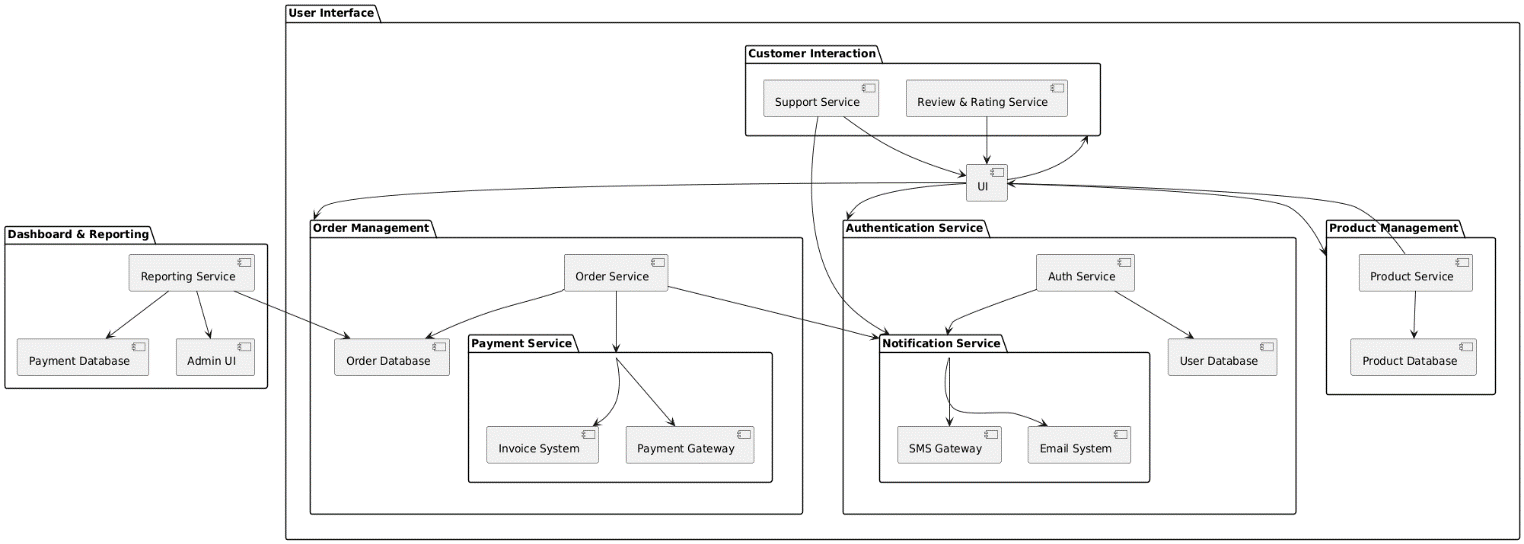 User Interface
Customer Interaction
Support Service
Review & Rating Service
UI
Dashboard & Reporting
Reporting Service
Payment Database
Admin UI
Order Management
Order Service
Order Database
Payment Service
Invoice System
Payment Gateway
Authentication Service
Auth Service
Notification Service
User Database
SMS Gateway
Email System
Product Management
Product Service
Product Database